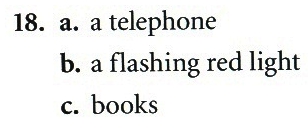 18. a. a telephone
b. a flashing red light
c. books